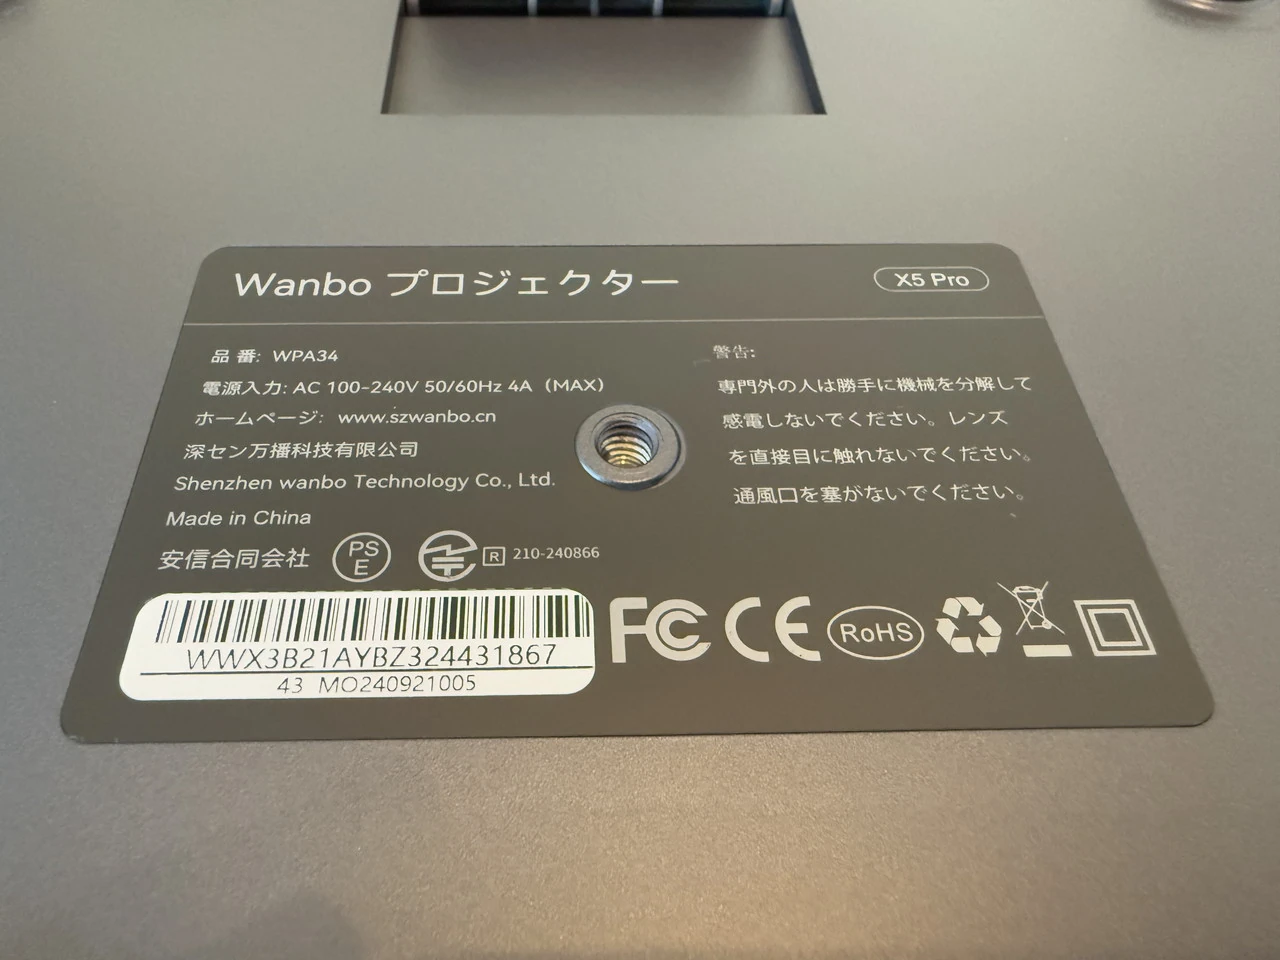 Wanbo プロジェクター
X5 Pro
品 番: WPA34
電源入力: AC 100-240V 50/60Hz 4A（MAX）
ホームページ: www.szwanbo.cn
深セン万播科技有限公司
Shenzhen wanbo Technology Co., Ltd.
Made in China
安信合同会社
PS
E
R 210-240866
警告:
専門外の人は勝手に機械を分解して
感電しないでください。レンズ
を直接目に触れないでください。
通風口を塞がないでください。
WWX3B21AYBZ324431867
43 MO240921005
FC CE RoHS